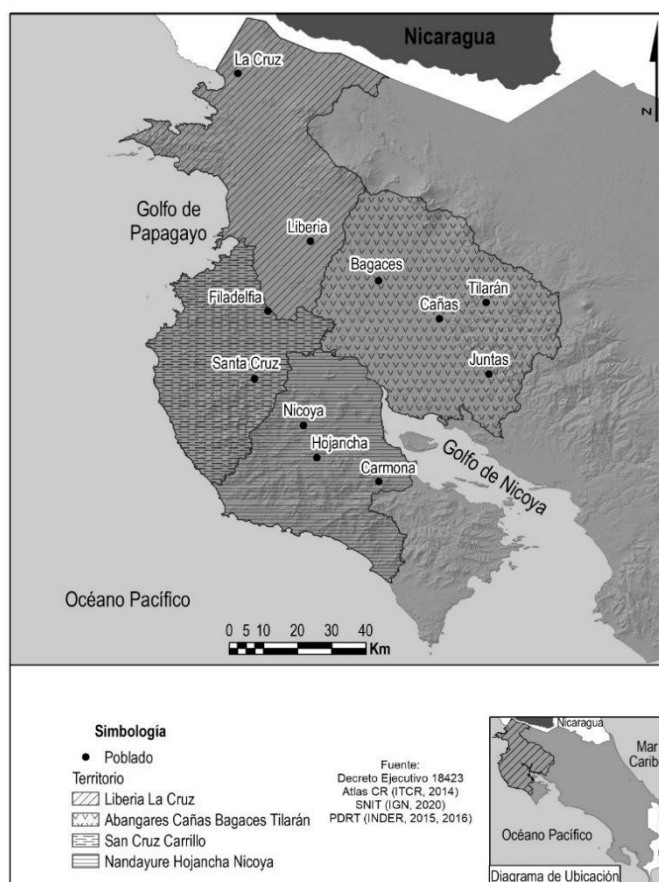 Nicaragua
La Cruz
N
Golfo de
Papagayo
Liberia
Bagaces
Filadelfia
Cañas
Tilarán
Santa Cruz
Juntas
Nicoya
Hojancha
Carmona
Golfo de Nicoya
Océano Pacífico
0 5 10 20 30 40
Km
Simbología
Poblado
Territorio
Liberia La Cruz
Abangares Cañas Bagaces Tilarán
San Cruz Carrillo
Nandayure Hojancha Nicoya
Fuente:
Decreto Ejecutivo 18423
Atlas CR (ITCR, 2014)
SNIT (IGN, 2020)
PDRT (INDER, 2015, 2016)
Nicaragua
Mar
Carib
Océano Pacífico
Diagrama de Ubicación